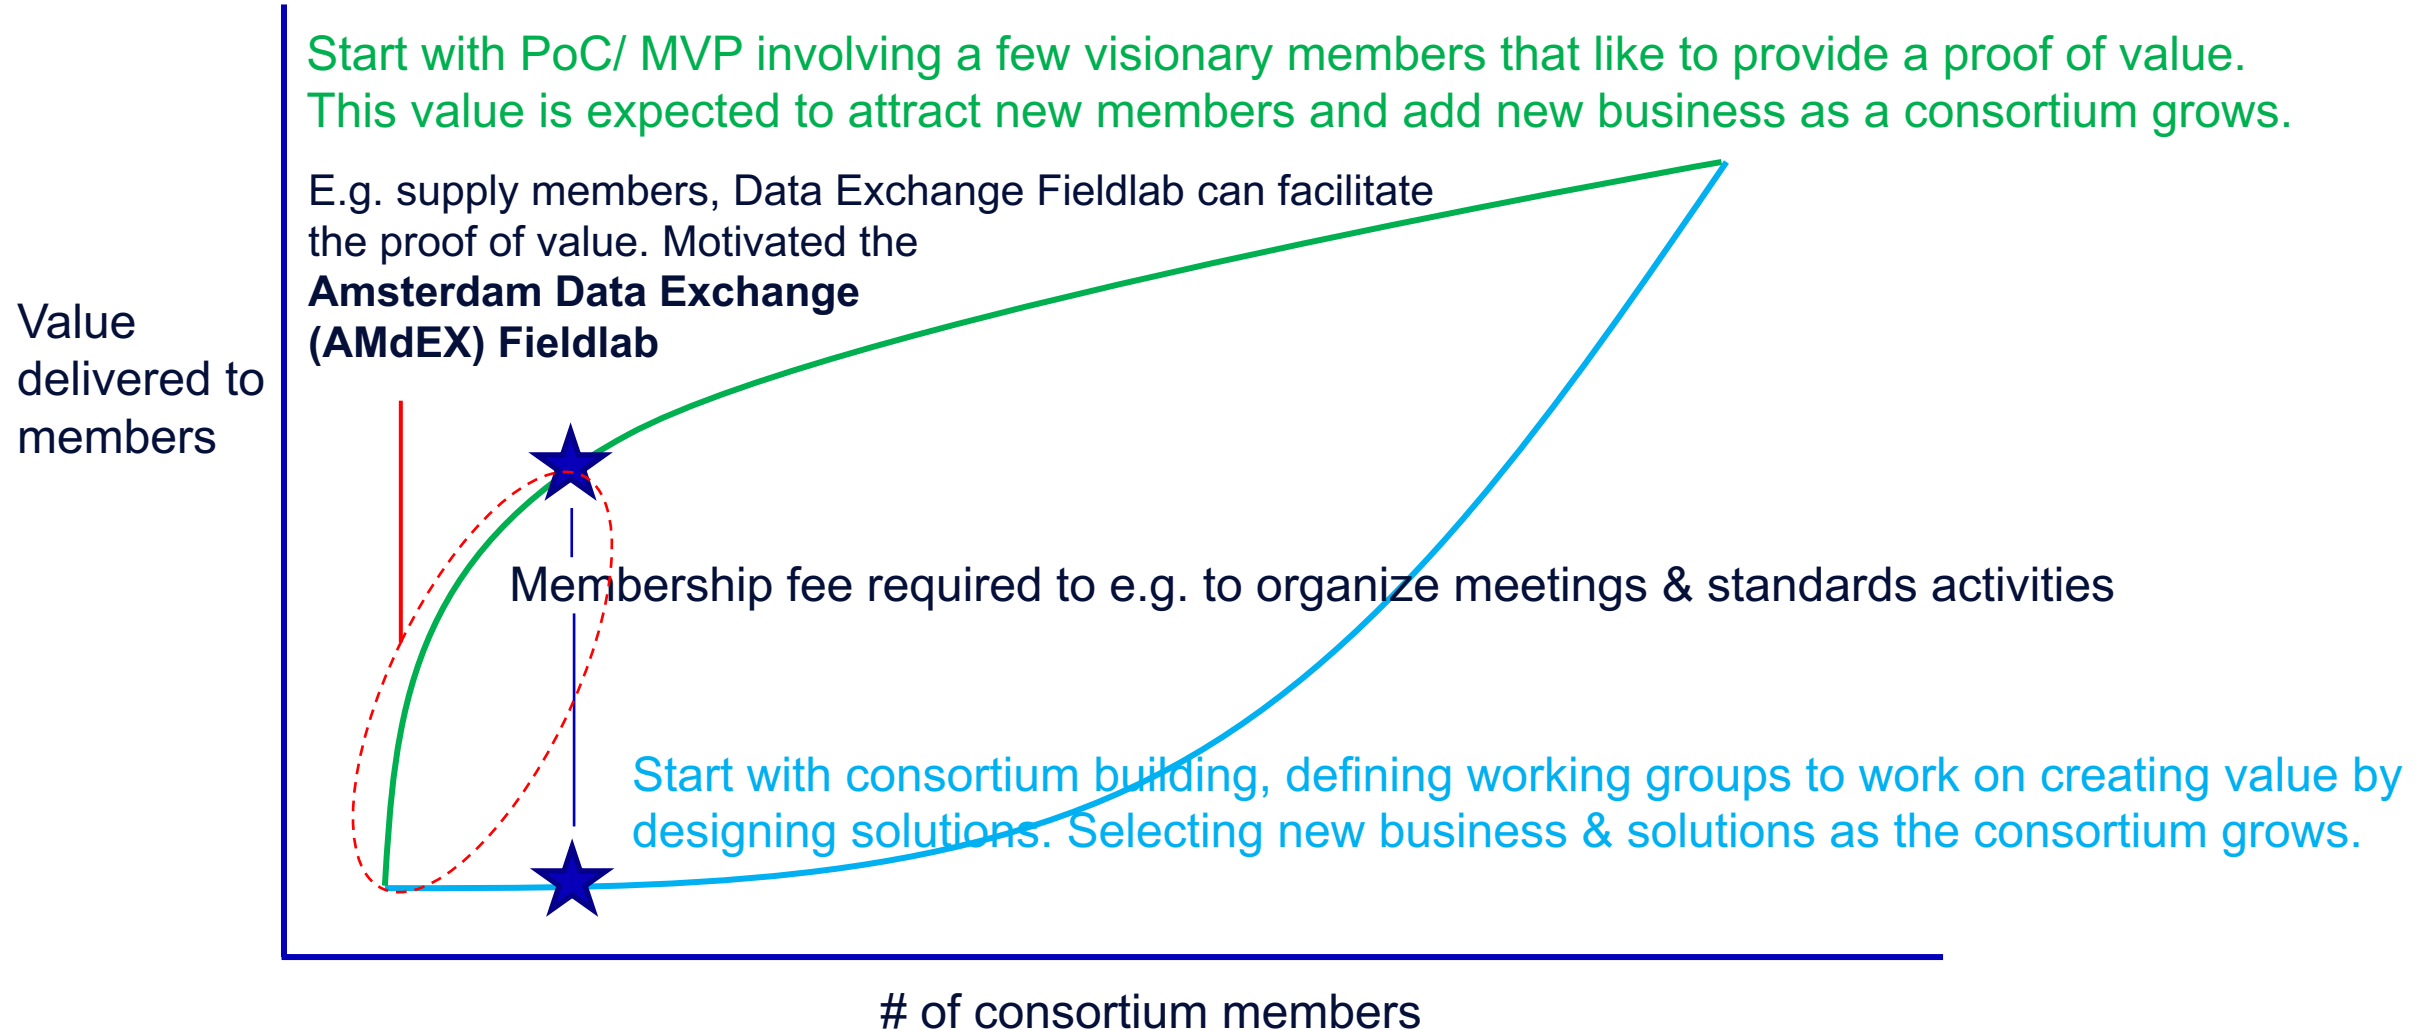 Start with PoC/ MVP involving a few visionary members that like to provide a proof of value.
This value is expected to attract new members and add new business as a consortium grows.
E.g. supply members, Data Exchange Fieldlab can facilitate
the proof of value. Motivated the
Amsterdam Data Exchange
(AMdEX) Fieldlab
Value
delivered to
members
Membership fee required to e.g. to organize meetings & standards activities
Start with consortium building, defining working groups to work on creating value by
designing solutions. Selecting new business & solutions as the consortium grows.
# of consortium members